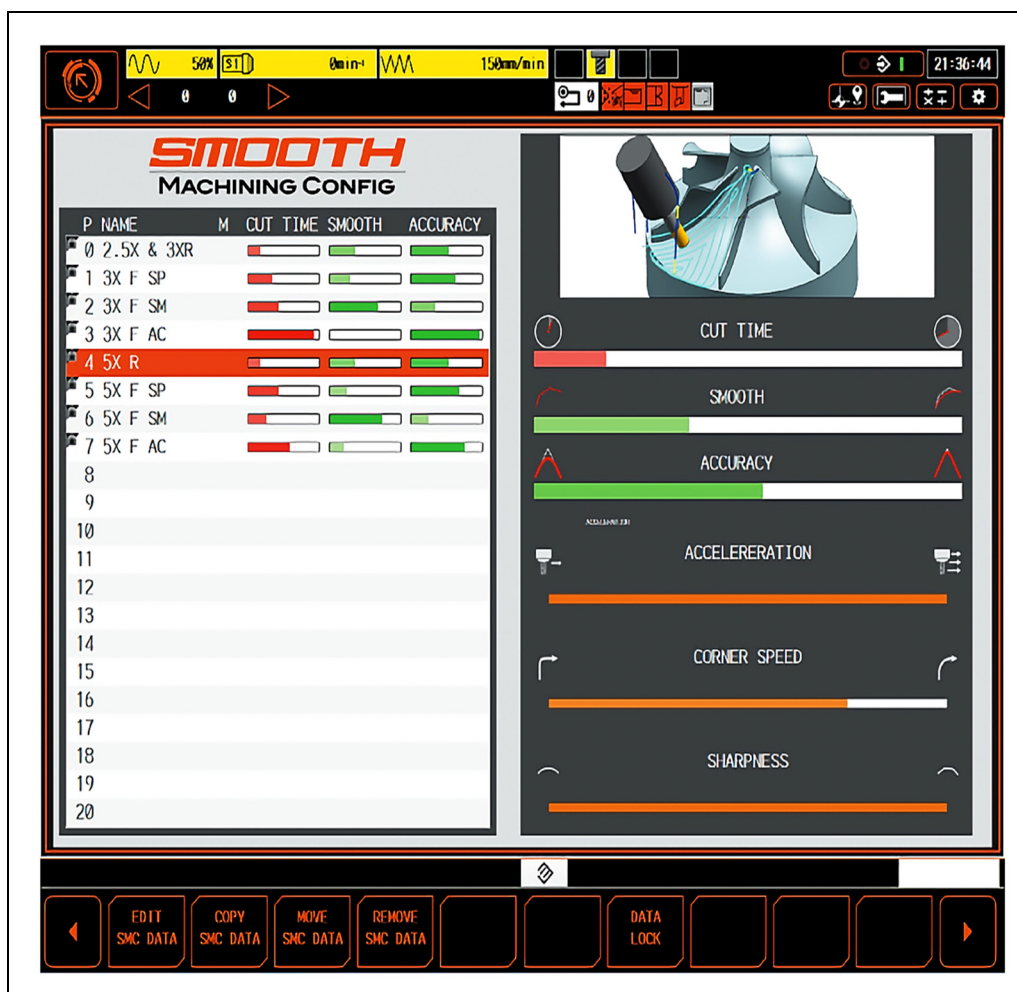 50% S1 0min-1 150mm/min 21:36:44
0 0 0
SMOOTH
MACHINING CONFIG
P NAME M CUT TIME SMOOTH ACCURACY
0 2.5X & 3XR
1 3X F SP
2 3X F SM
3 3X F AC
4 5X R
5 5X F SP
6 5X F SM
7 5X F AC
8
9
10
11
12
13
14
15
16
17
18
19
20
CUT TIME
SMOOTH
ACCURACY
ACCELERERATION
CORNER SPEED
SHARPNESS
EDIT
SMC DATA
COPY
SMC DATA
MOVE
SMC DATA
REMOVE
SMC DATA
DATA
LOCK